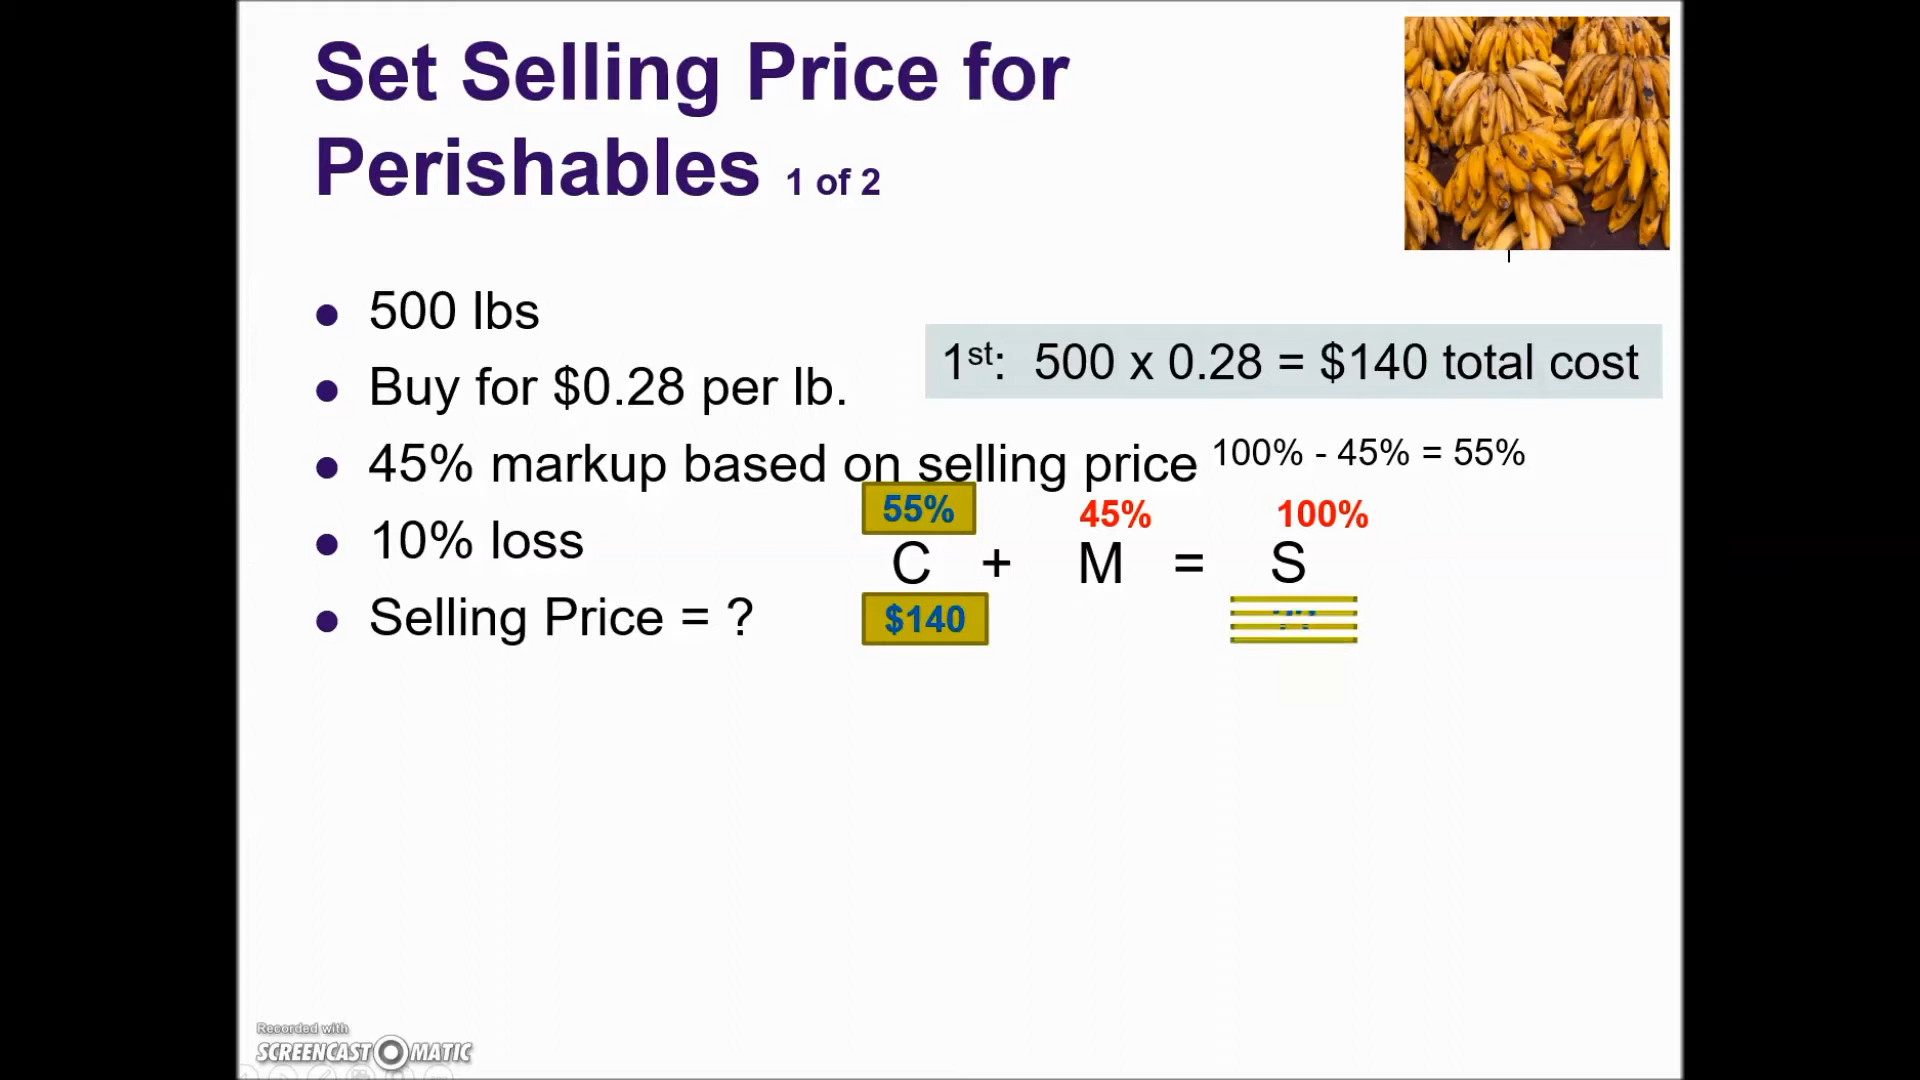 Set Selling Price for
Perishables 1 of 2
500 lbs
Buy for $0.28 per lb.
1st: 500 x 0.28 = $140 total cost
45% markup based on selling price 100% - 45% = 55%
55% 45% 100%
10% loss
C + M = S
Selling Price = ?
$140
Recorded with
SCREENCAST MATIC